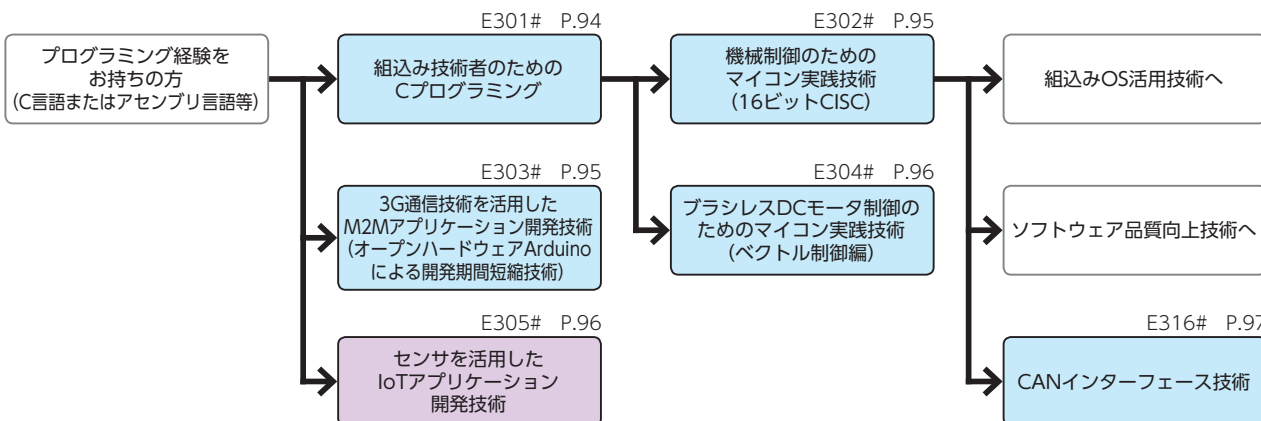 E301# P.94
E302# P.95
プログラミング経験を
お持ちの方
(C言語またはアセンブリ言語等)
組込み技術者のための
Cプログラミング
機械制御のための
マイコン実践技術
(16ビットCISC)
組込みOS活用技術へ
E303# P.95
E304# P.96
3G通信技術を活用した
M2Mアプリケーション開発技術
(オープンハードウェアArduino
による開発期間短縮技術)
ブラシレスDCモータ制御の
ためのマイコン実践技術
(ベクトル制御編)
ソフトウェア品質向上技術へ
E305# P.96
E316# P.97
センサを活用した
IoTアプリケーション
開発技術
CANインターフェース技術